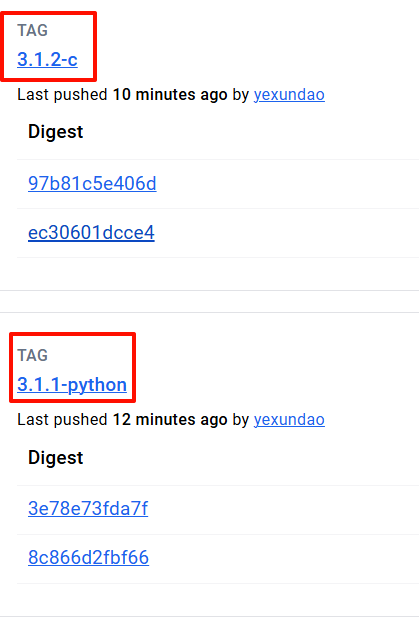 TAG
3.1.2-c
Last pushed 10 minutes ago by yexundao
Digest
97b81c5e406d
ec30601dcce4
TAG
3.1.1-python
Last pushed 12 minutes ago by yexundao
Digest
3e78e73fda7f
8c866d2fbf66